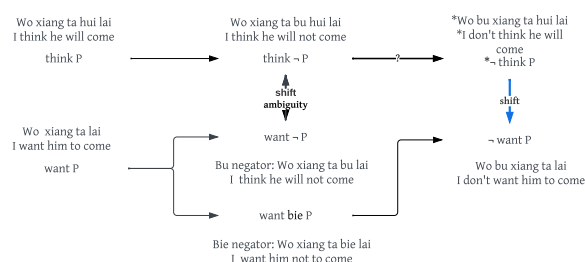 Wo xiang ta hui lai
I think he will come
think P
Wo xiang ta bu hui lai
I think he will not come
think ¬ P
?
*Wo bu xiang ta hui lai
*I don't think he will
come
*¬ think P
shift
ambiguity
shift
Wo xiang ta lai
I want him to come
want P
want ¬ P
Bu negator: Wo xiang ta bu lai
I think he will not come
want bie P
Bie negator: Wo xiang ta bie lai
I want him not to come
¬ want P
Wo bu xiang ta lai
I don't want him to come